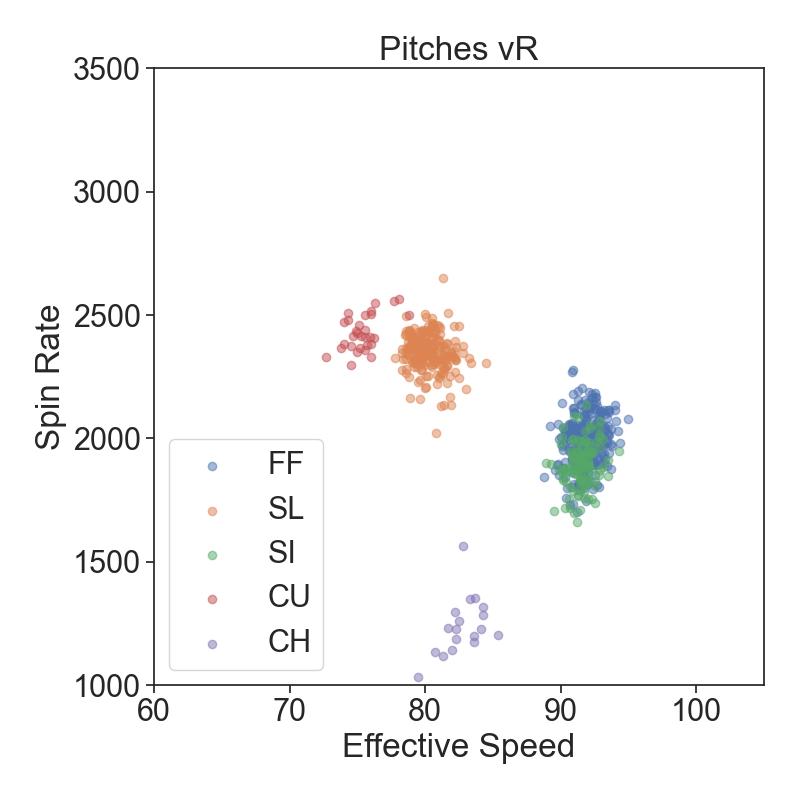 Pitches vR
3500
3000
2500
2000
1500
1000
Spin Rate
FF
SL
SI
CU
CH
60 70 80 90 100
Effective Speed